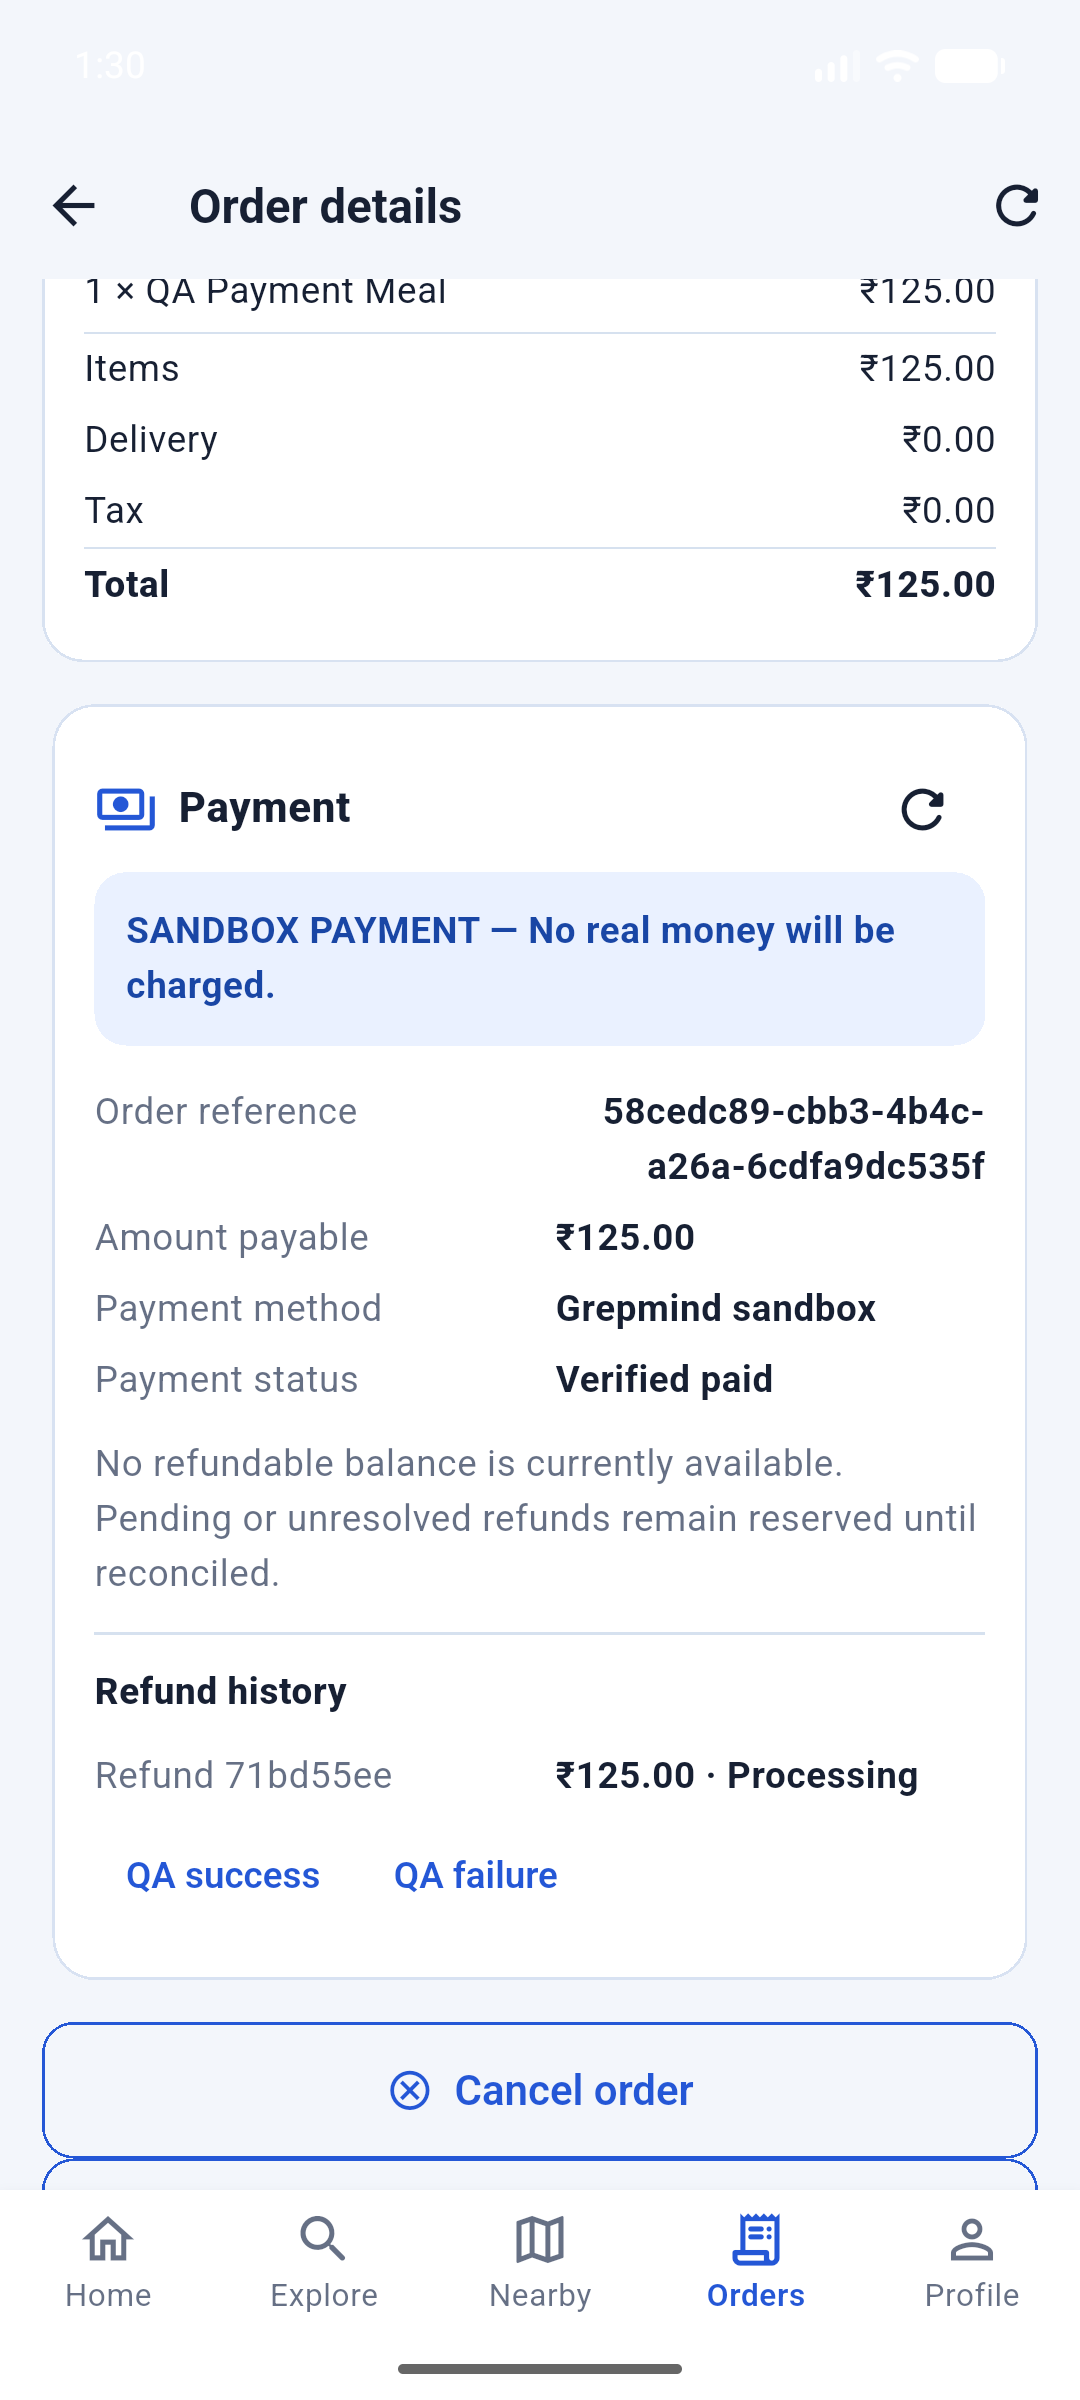 1:30
Order details
1 × QA Payment Meal ₹125.00
Items ₹125.00
Delivery ₹0.00
Tax ₹0.00
Total ₹125.00
Payment
SANDBOX PAYMENT — No real money will be
charged.
Order reference 58cedc89-cbb3-4b4c-
a26a-6cdfa9dc535f
Amount payable ₹125.00
Payment method Grepmind sandbox
Payment status Verified paid
No refundable balance is currently available.
Pending or unresolved refunds remain reserved until
reconciled.
Refund history
Refund 71bd55ee ₹125.00 · Processing
QA success QA failure
Cancel order
Home Explore Nearby Orders Profile